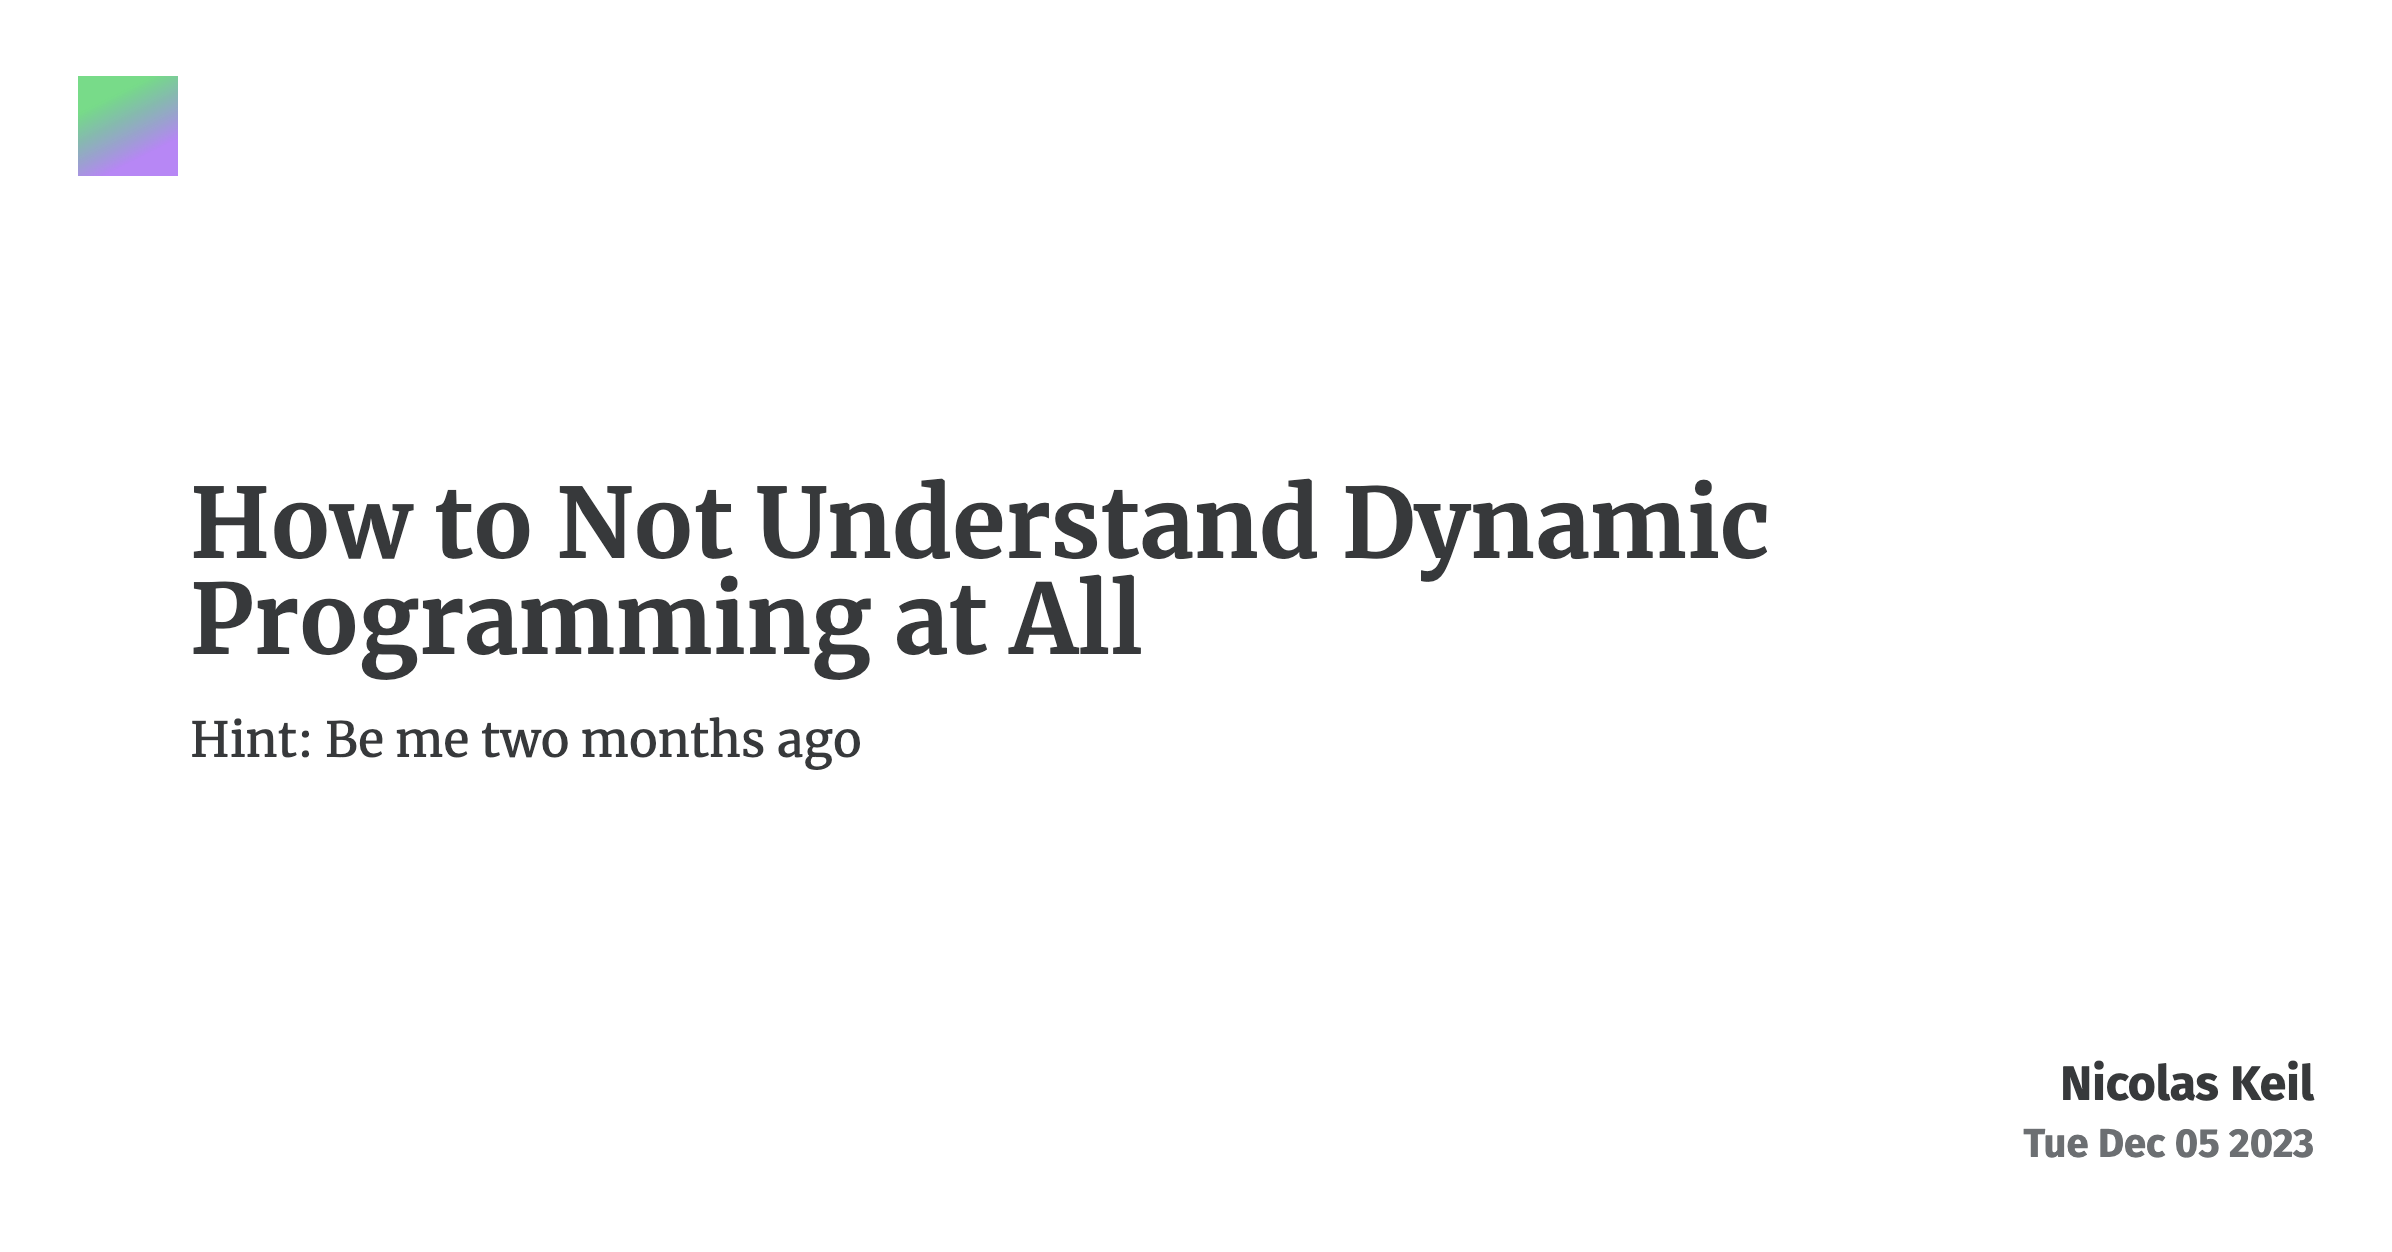 How to Not Understand Dynamic
Programming at All
Hint: Be me two months ago
Nicolas Keil
Tue Dec 05 2023